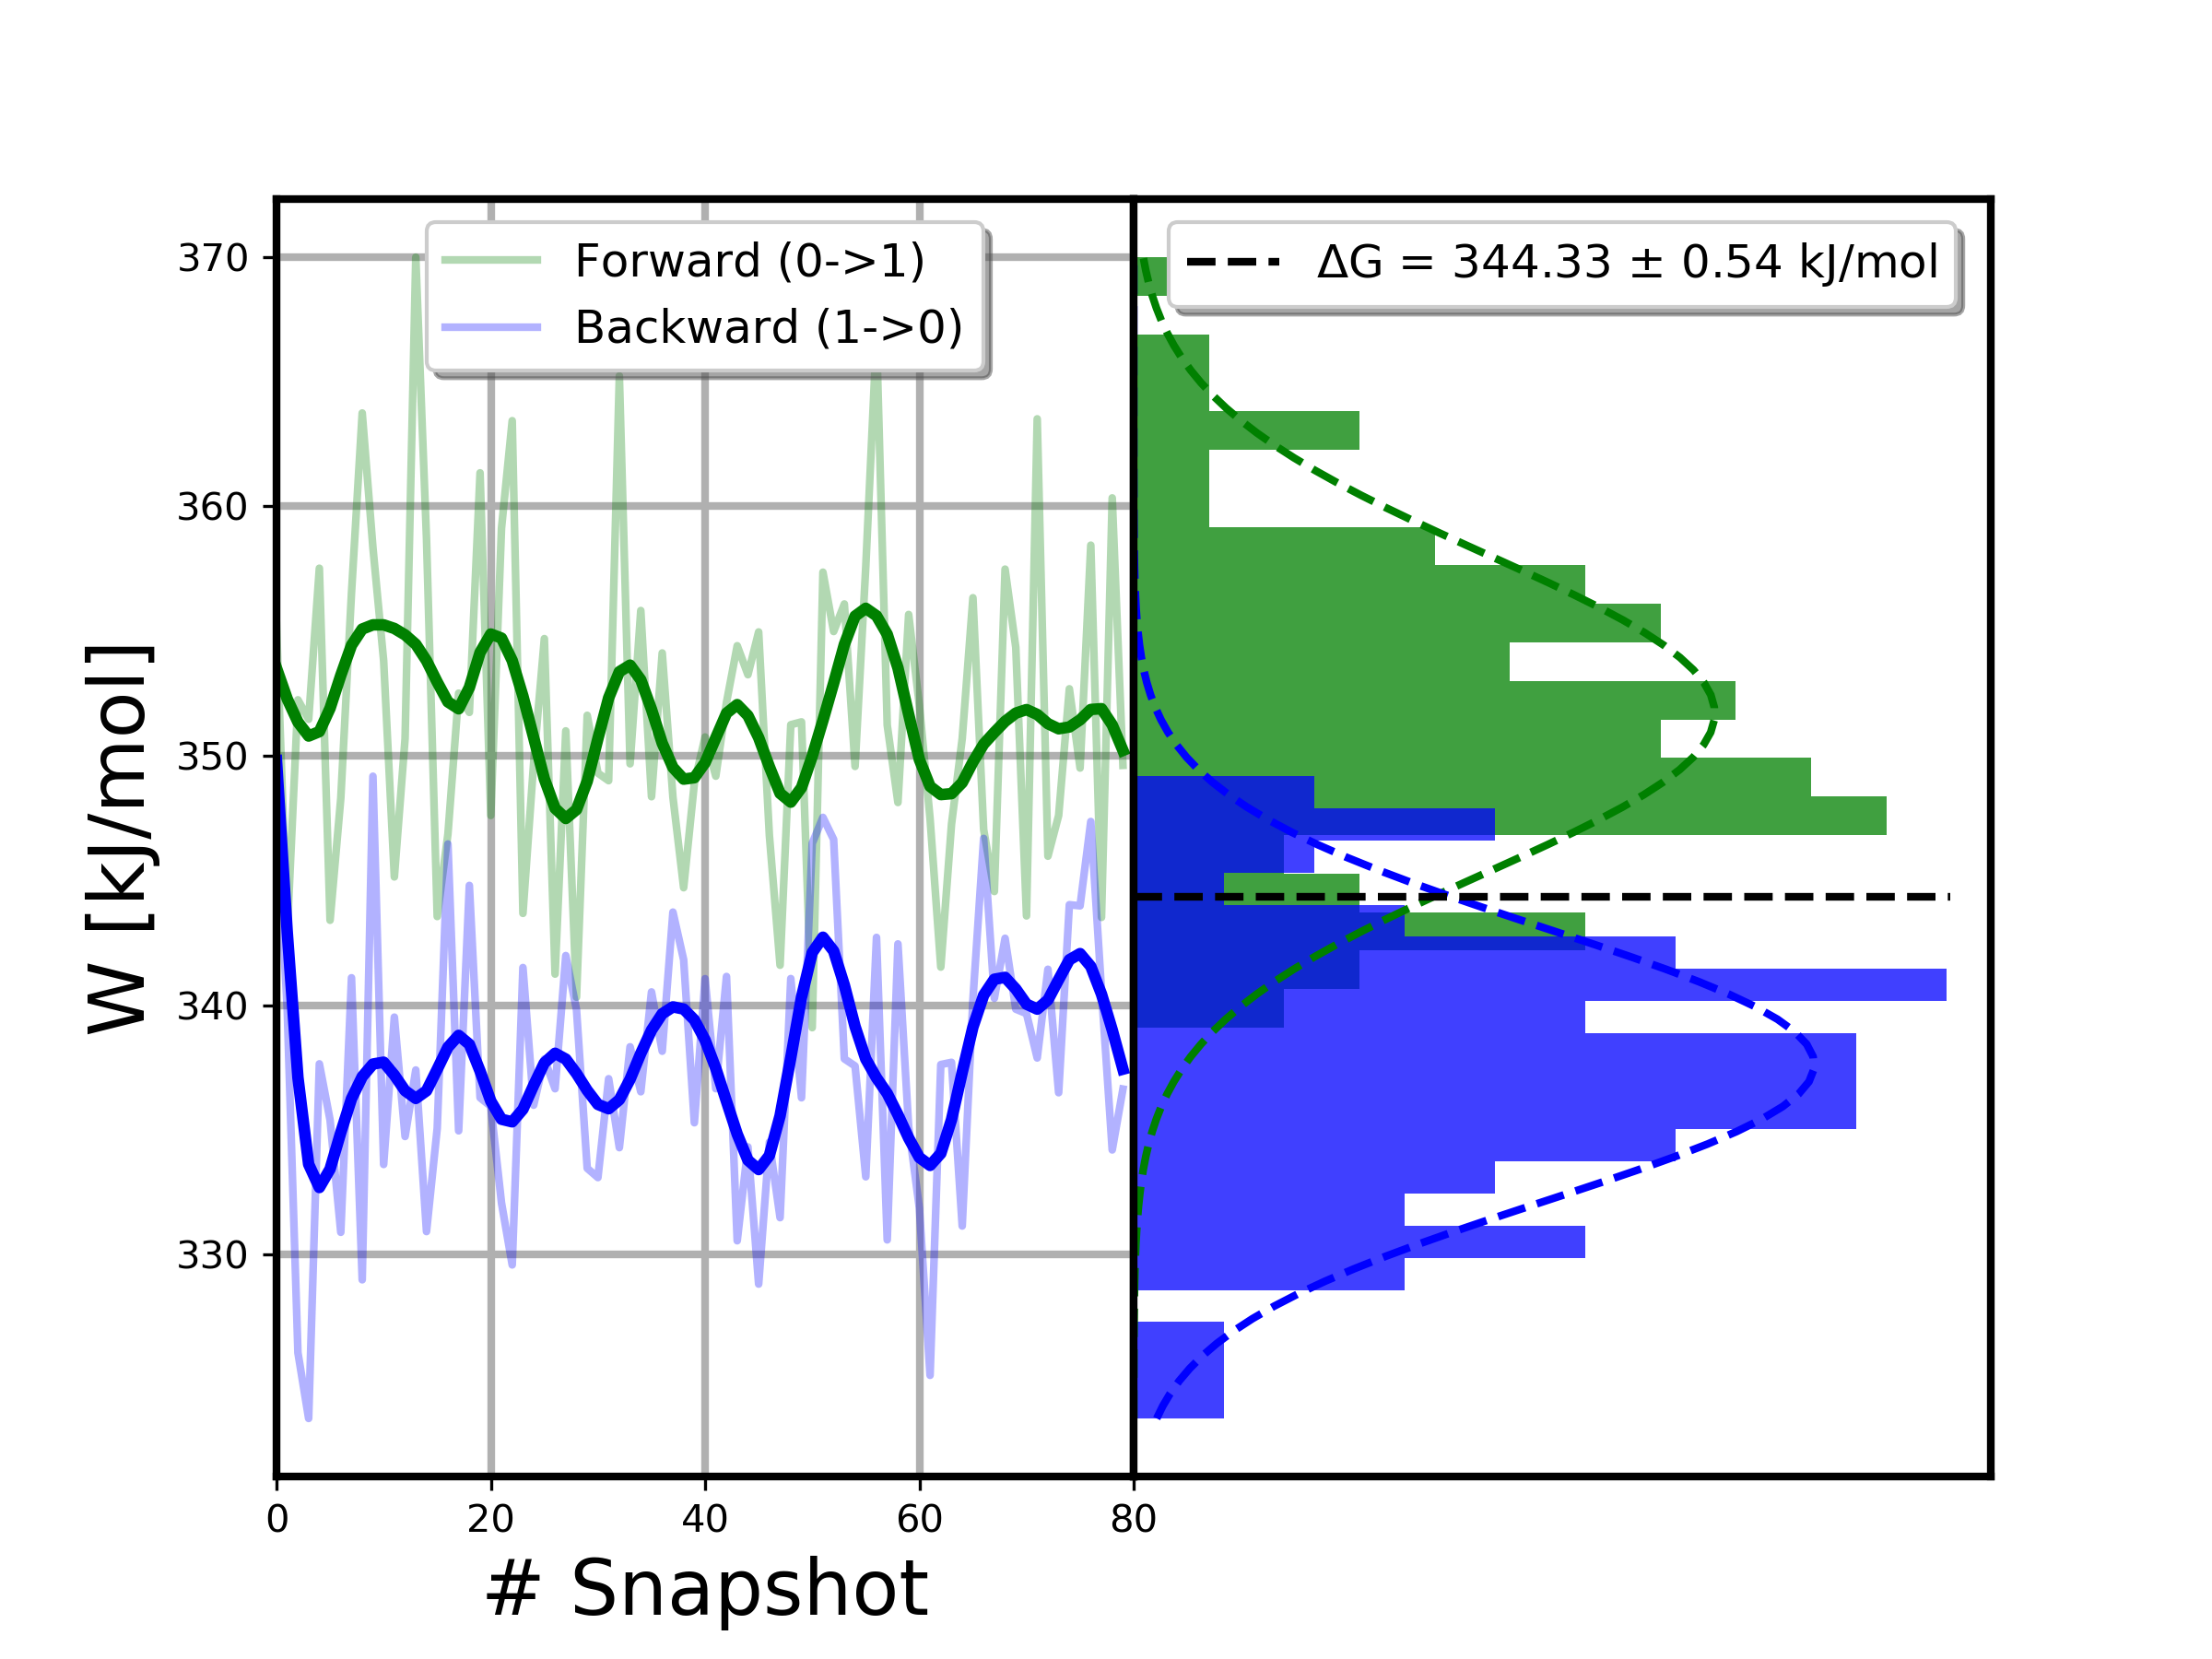 Forward (0->1)
Backward (1->0)
ΔG = 344.33 ± 0.54 kJ/mol
370
360
350
340
330
W [kJ/mol]
0 20 40 60 80
# Snapshot